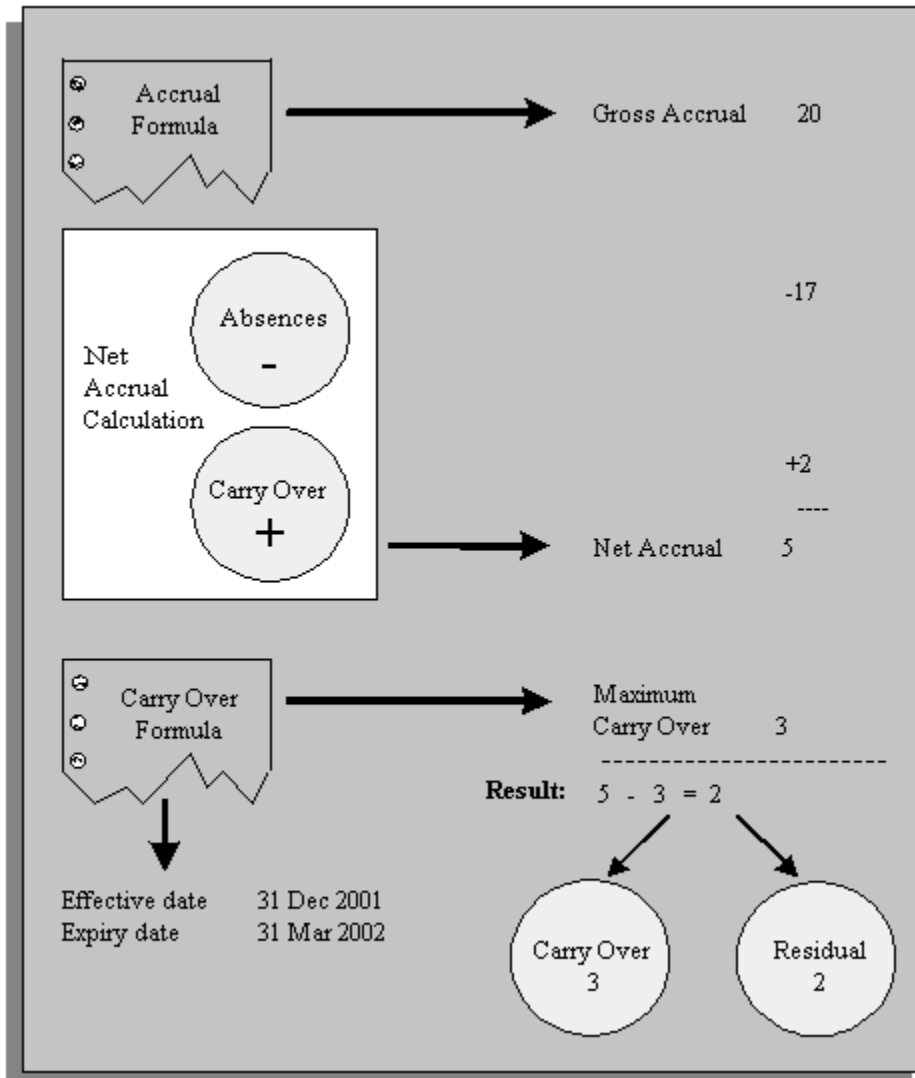 Accrual
Formula
Gross Accrual 20
Net
Accrual
Calculation
Absences
-
-17
Carry Over
+
+2
----
Net Accrual 5
Carry Over
Formula
Maximum
Carry Over 3
------------------------
Result: 5 - 3 = 2
Effective date 31 Dec 2001
Expiry date 31 Mar 2002
Carry Over
3
Residual
2